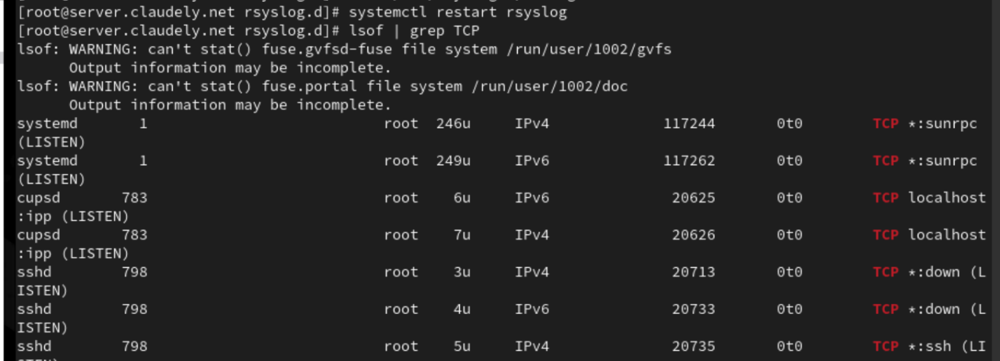 [root@server.claudely.net rsyslog.d]# systemctl restart rsyslog
[root@server.claudely.net rsyslog.d]# lsof | grep TCP
lsof: WARNING: can't stat() fuse.gvfsd-fuse file system /run/user/1002/gvfs
      Output information may be incomplete.
lsof: WARNING: can't stat() fuse.portal file system /run/user/1002/doc
      Output information may be incomplete.
systemd       1                           root  246u     IPv4             117244       0t0        TCP *:sunrpc
(LISTEN)
systemd       1                           root  249u     IPv6             117262       0t0        TCP *:sunrpc
(LISTEN)
cupsd       783                           root    6u     IPv6              20625       0t0        TCP localhost
:ipp (LISTEN)
cupsd       783                           root    7u     IPv4              20626       0t0        TCP localhost
:ipp (LISTEN)
sshd        798                           root    3u     IPv4              20713       0t0        TCP *:down (L
ISTEN)
sshd        798                           root    4u     IPv6              20733       0t0        TCP *:down (L
ISTEN)
sshd        798                           root    5u     IPv4              20735       0t0        TCP *:ssh (LI